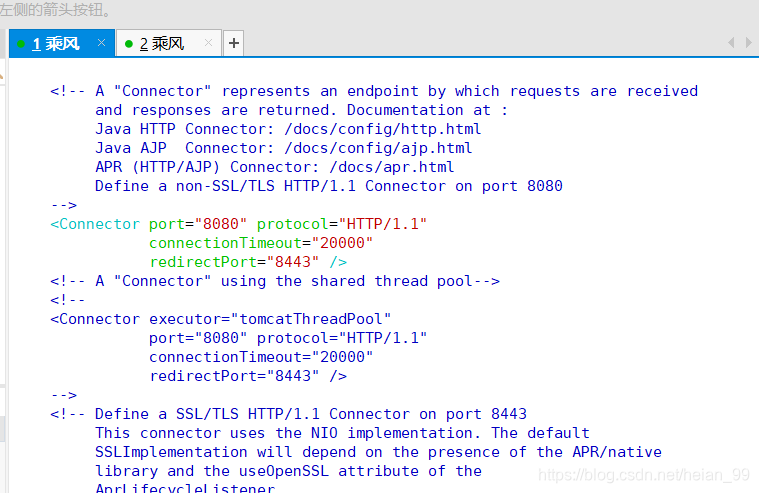 左侧的箭头按钮。
1 乘风 × 2 乘风 × +
<!-- A "Connector" represents an endpoint by which requests are received
and responses are returned. Documentation at :
Java HTTP Connector: /docs/config/http.html
Java AJP  Connector: /docs/config/ajp.html
APR (HTTP/AJP) Connector: /docs/apr.html
Define a non-SSL/TLS HTTP/1.1 Connector on port 8080
-->
<Connector port="8080" protocol="HTTP/1.1"
connectionTimeout="20000"
redirectPort="8443" />
<!-- A "Connector" using the shared thread pool-->
<!--
<Connector executor="tomcatThreadPool"
port="8080" protocol="HTTP/1.1"
connectionTimeout="20000"
redirectPort="8443" />
-->
<!-- Define a SSL/TLS HTTP/1.1 Connector on port 8443
This connector uses the NIO implementation. The default
SSLImplementation will depend on the presence of the APR/native
library and the useOpenSSL attribute of the
AprLifecycleListener
https://blog.csdn.net/heian_99